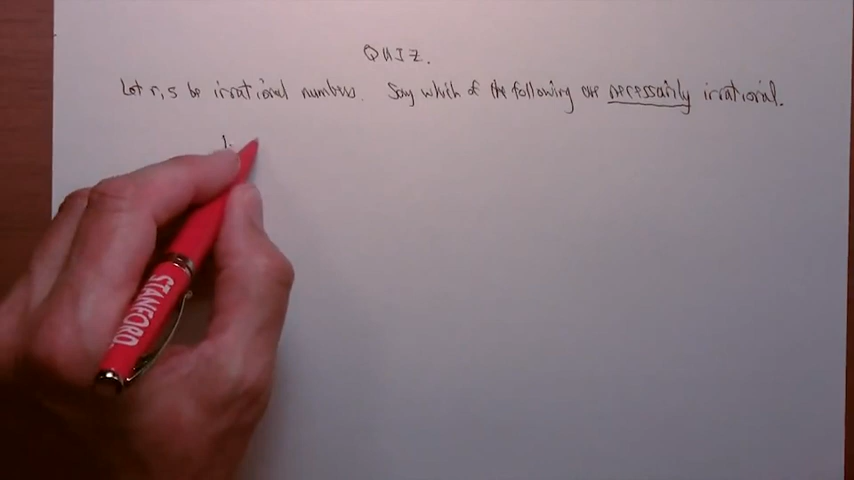 QUIZ.
Let r, s be irrational numbers. Say which of the following are necessarily irrational.
1.
STANFORD